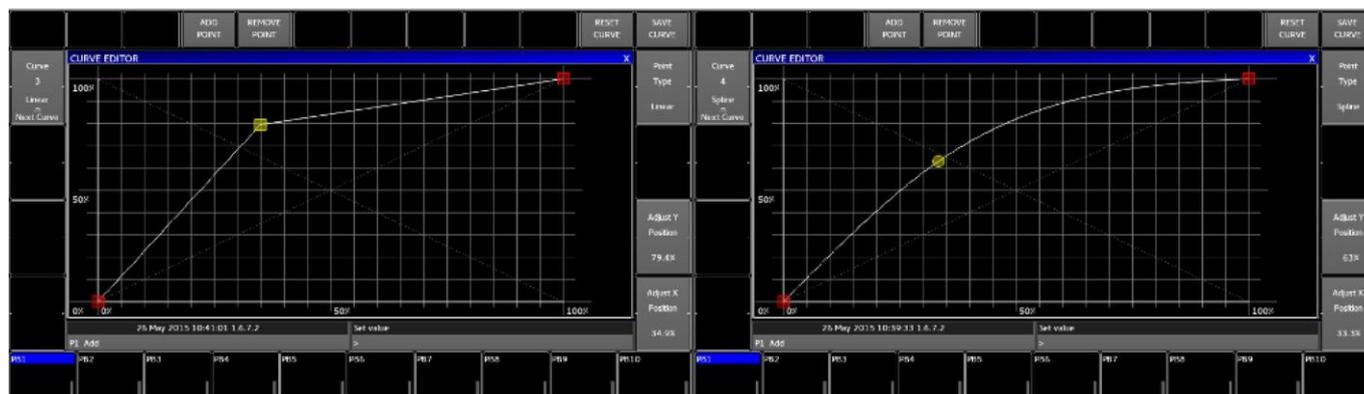 ADD
POINT
REMOVE
POINT
RESET
CURVE
SAVE
CURVE
Curve
3
Linear
Next Curve
CURVE EDITOR
X
100%
50%
0%
0%
50%
100%
Point
Type
Linear
Adjust Y
Position
79.4%
Adjust X
Position
34.9%
26 May 2015 10:41:01 1.6.7.2
Set value
P1 Add
>
PB1
PB2
PB3
PB4
PB5
PB6
PB7
PB8
PB9
PB10
ADD
POINT
REMOVE
POINT
RESET
CURVE
SAVE
CURVE
Curve
4
Spline
Next Curve
CURVE EDITOR
X
100%
50%
0%
0%
50%
100%
Point
Type
Spline
Adjust Y
Position
63%
Adjust X
Position
33.3%
26 May 2015 10:39:33 1.6.7.2
Set value
P1 Add
>
PB1
PB2
PB3
PB4
PB5
PB6
PB7
PB8
PB9
PB10